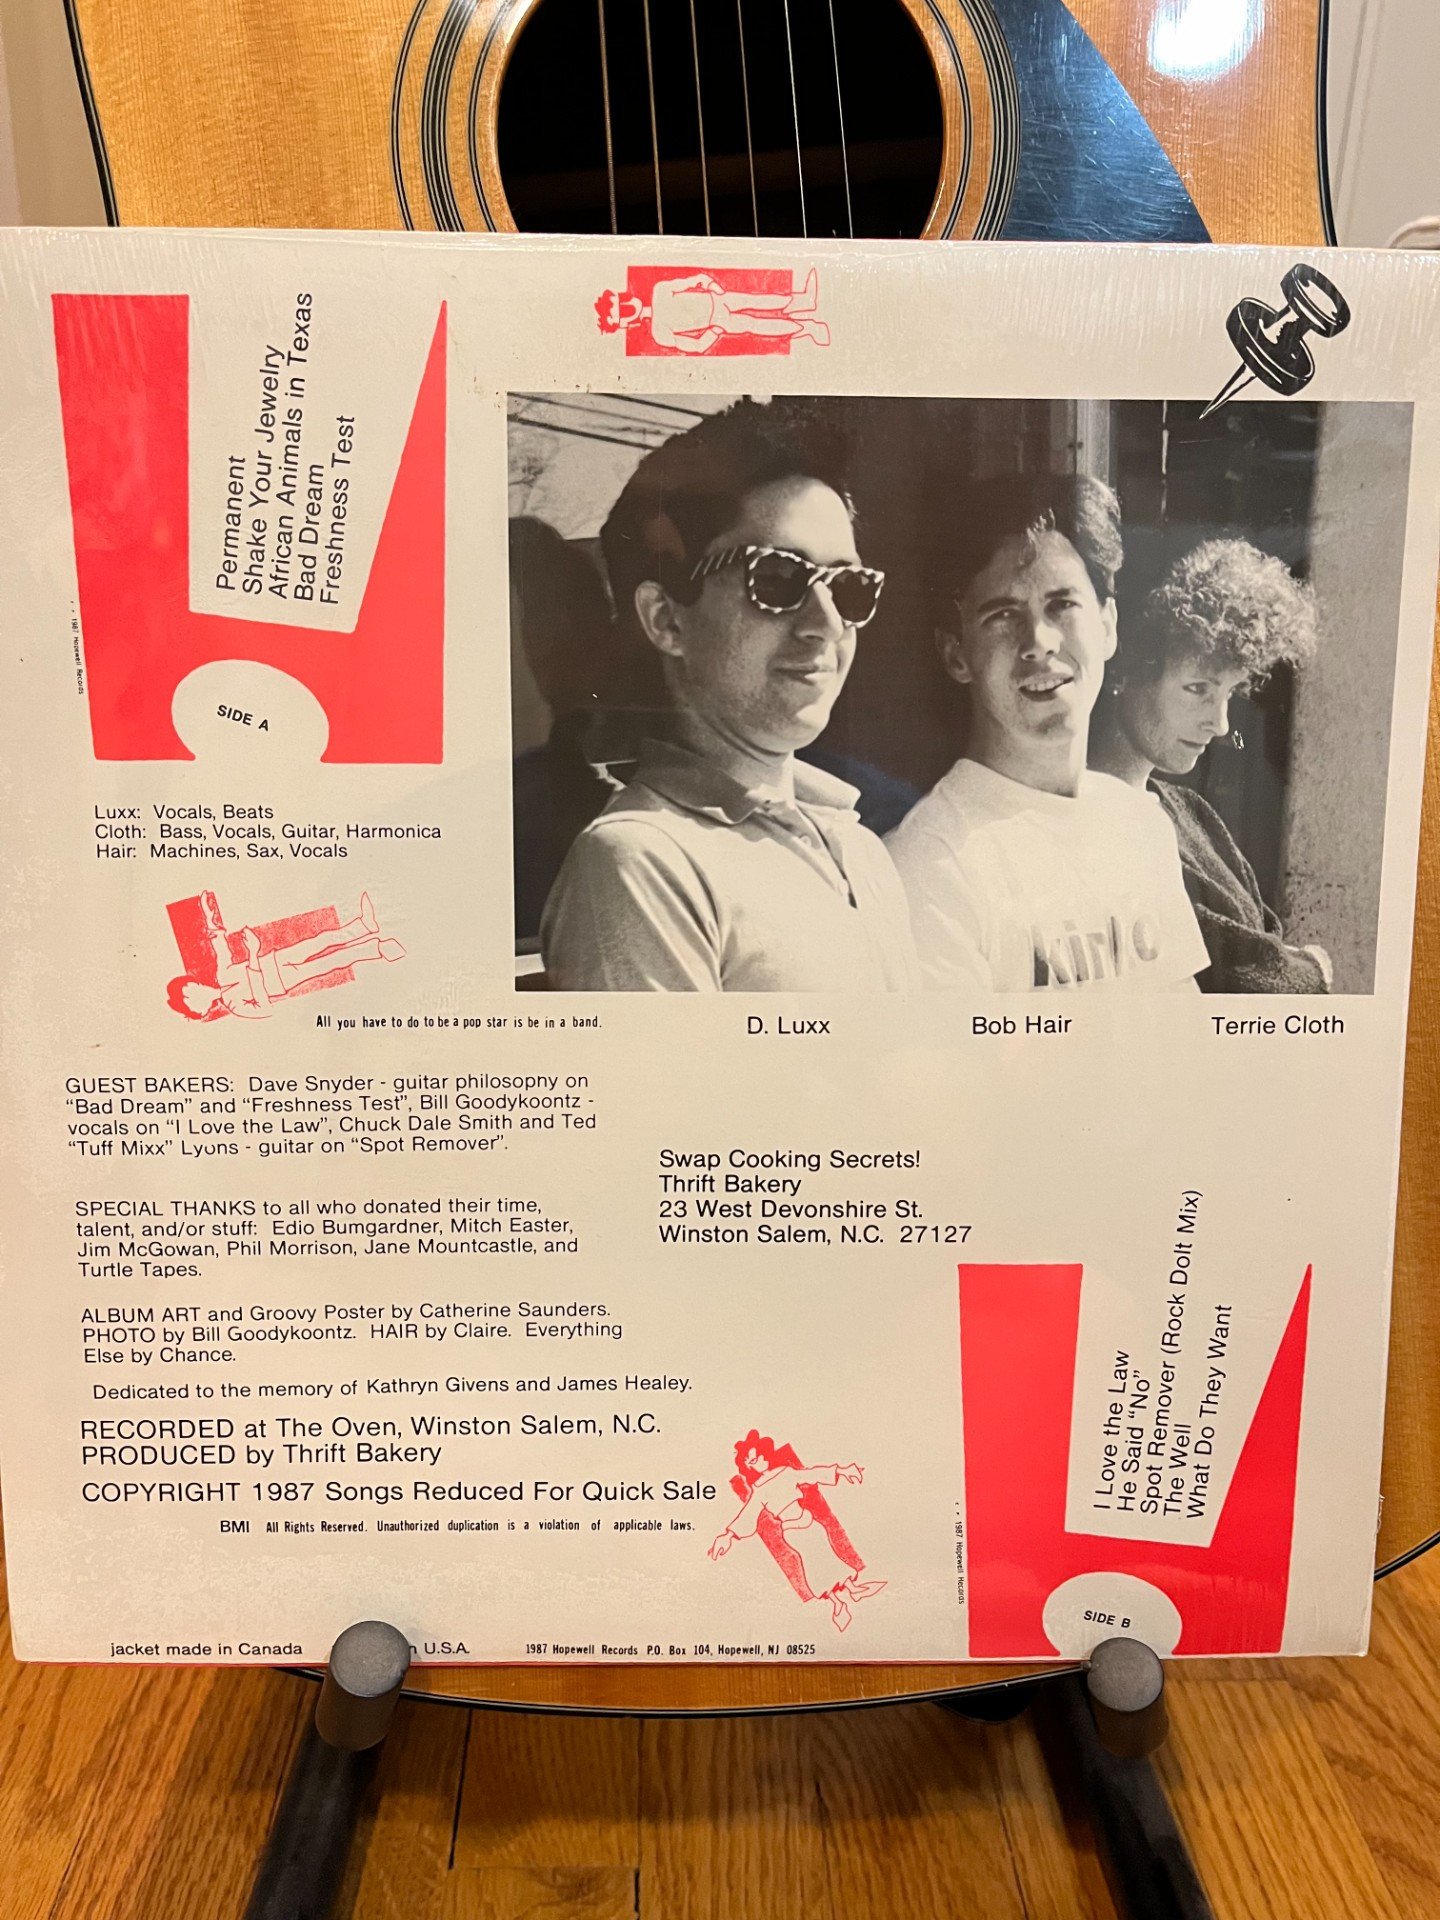 Permanent
Shake Your Jewelry
African Animals in Texas
Bad Dream
Freshness Test
1987 Hopewell Records
SIDE A
Luxx: Vocals, Beats
Cloth: Bass, Vocals, Guitar, Harmonica
Hair: Machines, Sax, Vocals
All you have to do to be a pop star is be in a band.
D. Luxx
Bob Hair
Terrie Cloth
GUEST BAKERS: Dave Snyder - guitar philosopny on
“Bad Dream” and “Freshness Test”, Bill Goodykoontz -
vocals on “I Love the Law”, Chuck Dale Smith and Ted
“Tuff Mixx” Lyons - guitar on “Spot Remover”.
SPECIAL THANKS to all who donated their time,
talent, and/or stuff: Edio Bumgardner, Mitch Easter,
Jim McGowan, Phil Morrison, Jane Mountcastle, and
Turtle Tapes.
ALBUM ART and Groovy Poster by Catherine Saunders.
PHOTO by Bill Goodykoontz. HAIR by Claire. Everything
Else by Chance.
Dedicated to the memory of Kathryn Givens and James Healey.
RECORDED at The Oven, Winston Salem, N.C.
PRODUCED by Thrift Bakery
COPYRIGHT 1987 Songs Reduced For Quick Sale
BMI All Rights Reserved. Unauthorized duplication is a violation of applicable laws.
Swap Cooking Secrets!
Thrift Bakery
23 West Devonshire St.
Winston Salem, N.C. 27127
I Love the Law
He Said “No”
Spot Remover (Rock Dolt Mix)
The Well
What Do They Want
1987 Hopewell Records
SIDE B
jacket made in Canada
U.S.A.
1987 Hopewell Records P.O. Box 104, Hopewell, NJ 08525